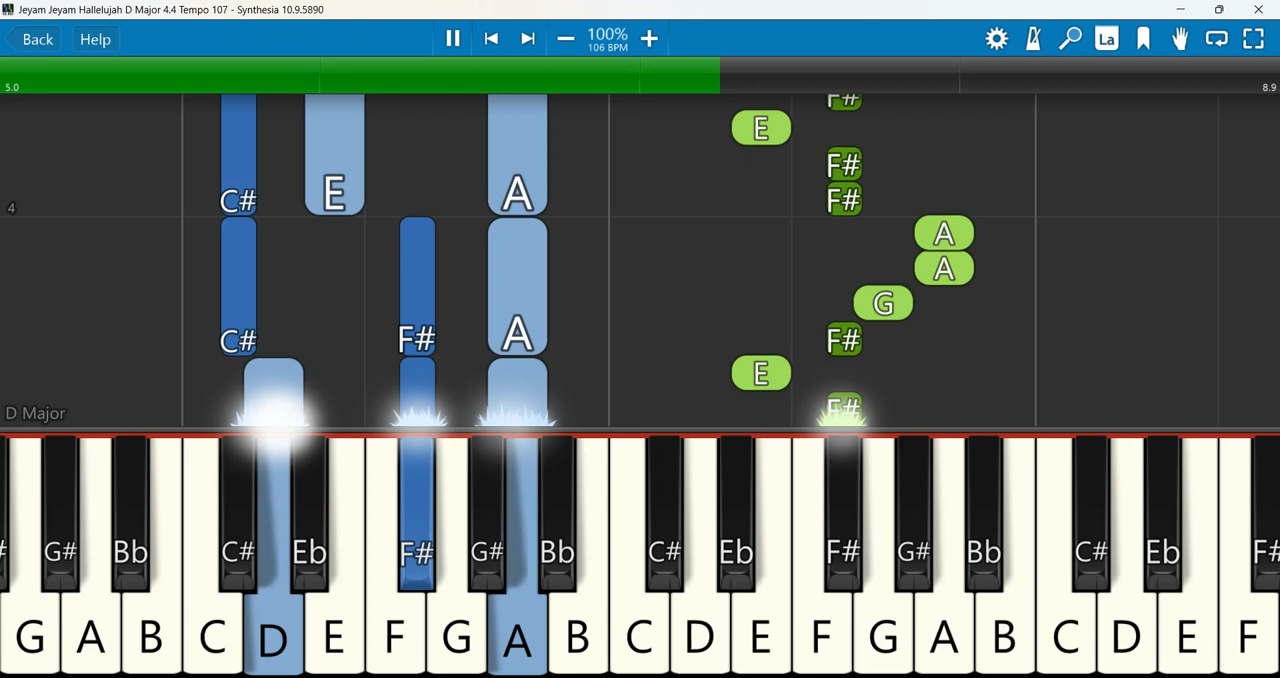 Jeyam Jeyam Hallelujah D Major 4.4 Tempo 107 - Synthesia 10.9.5890
Back Help 100% La
106 BPM
5.0 8.9
F#
E
F#
C# E A F#
4
A
A
G
C# F# A F#
E
D Major F#
# G# Bb C# Eb F# G# Bb C# Eb F# G# Bb C# Eb F#
G A B C D E F G A B C D E F G A B C D E F